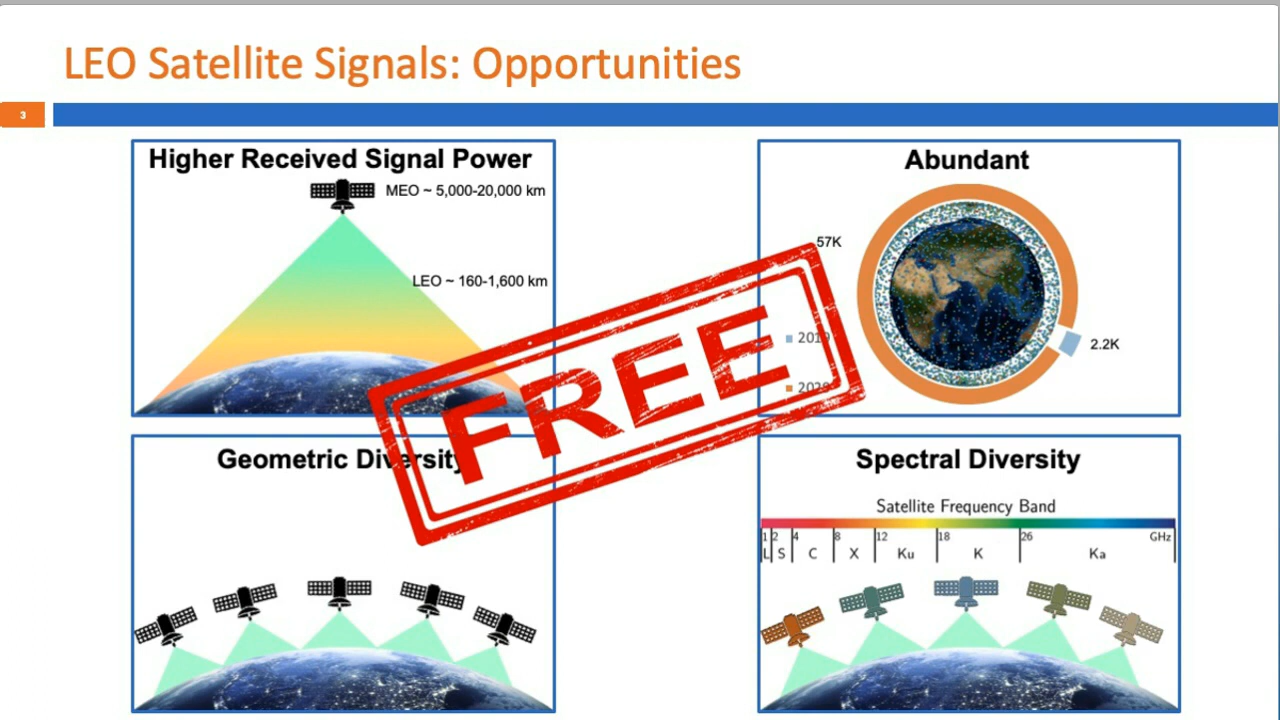 LEO Satellite Signals: Opportunities
3
Higher Received Signal Power
MEO ~ 5,000-20,000 km
LEO ~ 160-1,600 km
Abundant
57K
2.2K
FREE
Geometric Diversity
Spectral Diversity
Satellite Frequency Band
1 2 4 8 12 18 26 GHz
L S C X Ku K Ka